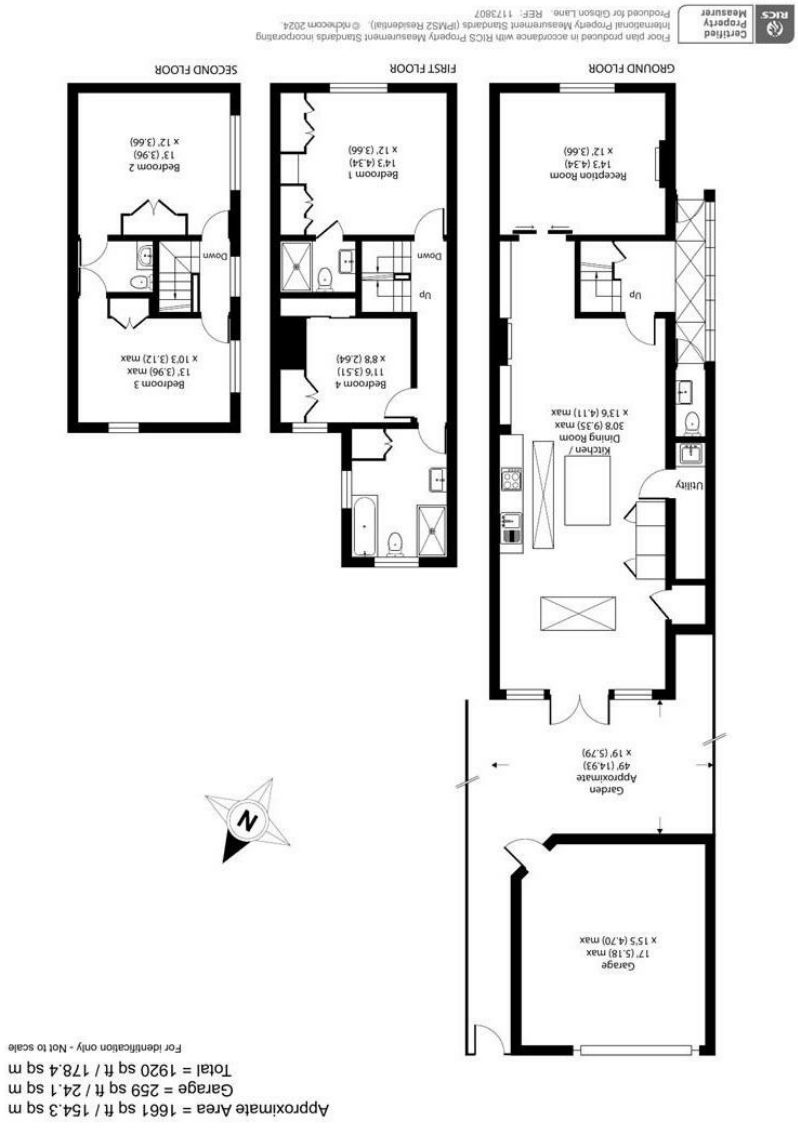 Approximate Area = 1661 sq ft / 154.3 sq m
Garage = 259 sq ft / 24.1 sq m
Total = 1920 sq ft / 178.4 sq m
For identification only - Not to scale
Garage
17' (5.18) max
x 15'5 (4.70) max
N
Garden
Approximate
49' (14.93)
x 19' (5.79)
Utility
Kitchen /
Dining Room
30'8 (9.35) max
x 13'6 (4.11) max
Up
Reception Room
14'3 (4.34)
x 12' (3.66)
GROUND FLOOR
Bedroom 4
11'6 (3.51)
x 8'8 (2.64)
Up
Down
Bedroom 1
14'3 (4.34)
x 12' (3.66)
FIRST FLOOR
Bedroom 3
13' (3.96) max
x 10'3 (3.12) max
Down
Bedroom 2
13' (3.96)
x 12' (3.66)
SECOND FLOOR
RICS
Certified
Property
Measurer
Floor plan produced in accordance with RICS Property Measurement Standards incorporating
International Property Measurement Standards (IPMS2 Residential). ©nichecom 2024.
Produced for Gibson Lane. REF: 1173807